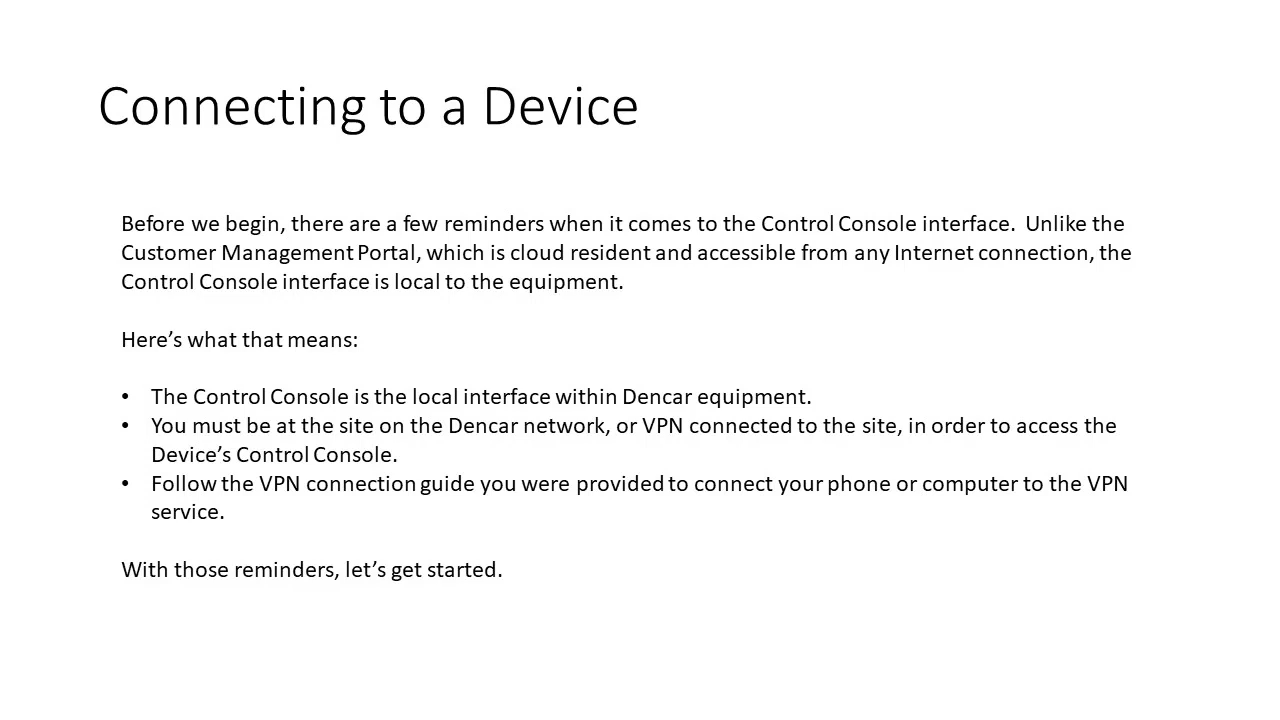 Connecting to a Device
Before we begin, there are a few reminders when it comes to the Control Console interface.  Unlike the
Customer Management Portal, which is cloud resident and accessible from any Internet connection, the
Control Console interface is local to the equipment.
Here’s what that means:
• The Control Console is the local interface within Dencar equipment.
• You must be at the site on the Dencar network, or VPN connected to the site, in order to access the
Device’s Control Console.
• Follow the VPN connection guide you were provided to connect your phone or computer to the VPN
service.
With those reminders, let’s get started.